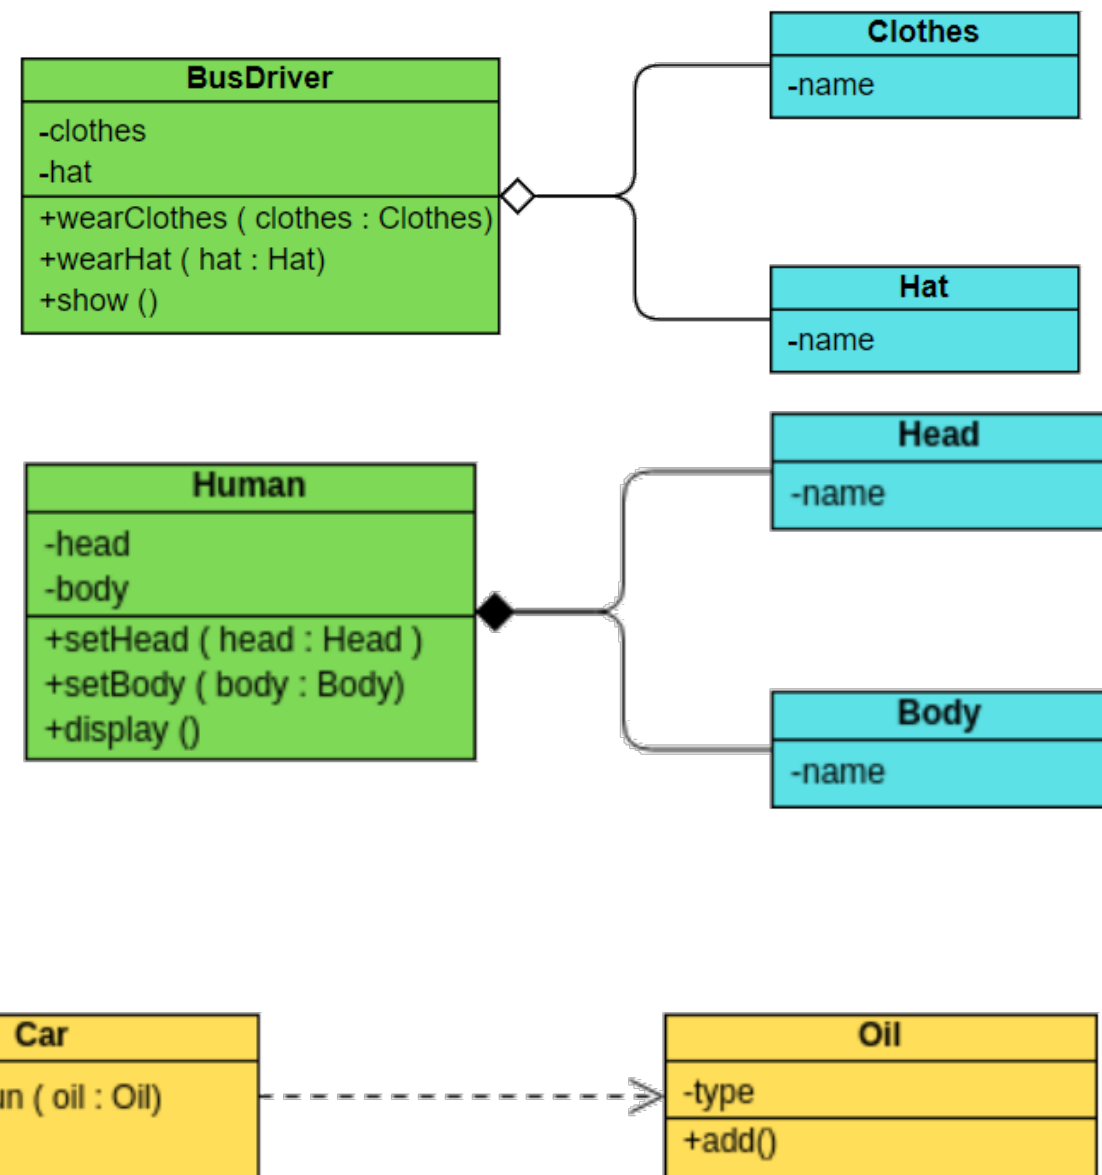 BusDriver
-clothes
-hat
+wearClothes ( clothes : Clothes)
+wearHat ( hat : Hat)
+show ()
Clothes
-name
Hat
-name
Human
-head
-body
+setHead ( head : Head )
+setBody ( body : Body)
+display ()
Head
-name
Body
-name
Car
( oil : Oil)
Oil
-type
+add()